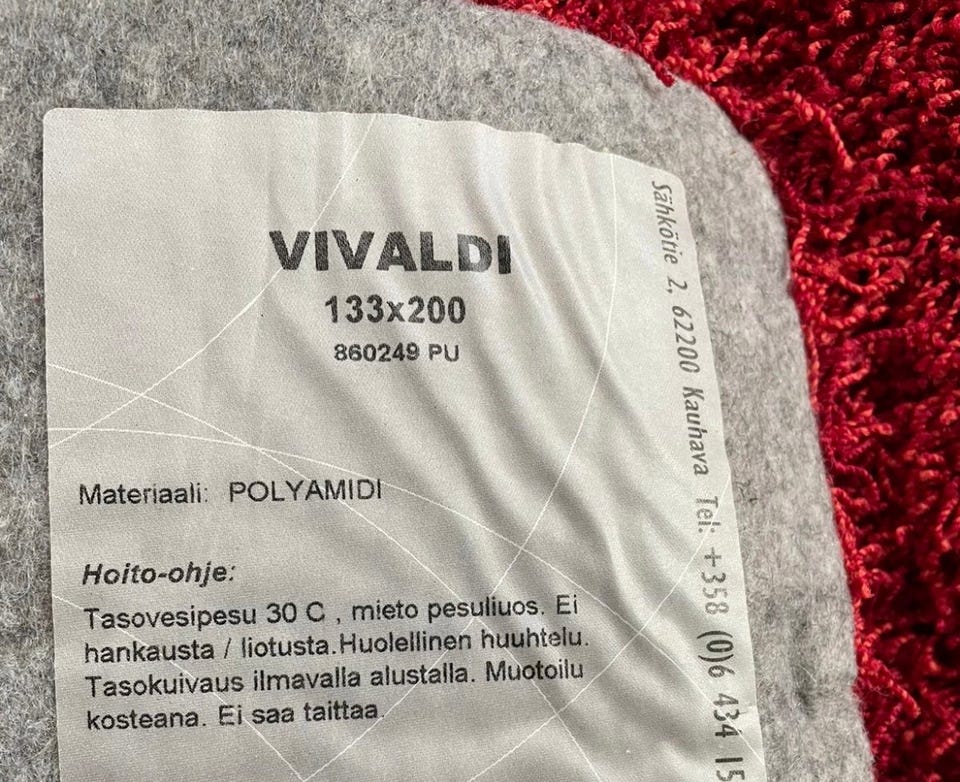 VIVALDI
133x200
860249 PU
Materiaali: POLYAMIDI
Hoito-ohje:
Tasovesipesu 30 C , mieto pesuliuos. Ei
hankausta / liotusta.Huolellinen huuhtelu.
Tasokuivaus ilmavalla alustalla. Muotoilu
kosteana. Ei saa taittaa.
Sähkötie 2, 62200 Kauhava Tel: +358 (0)6 434 15